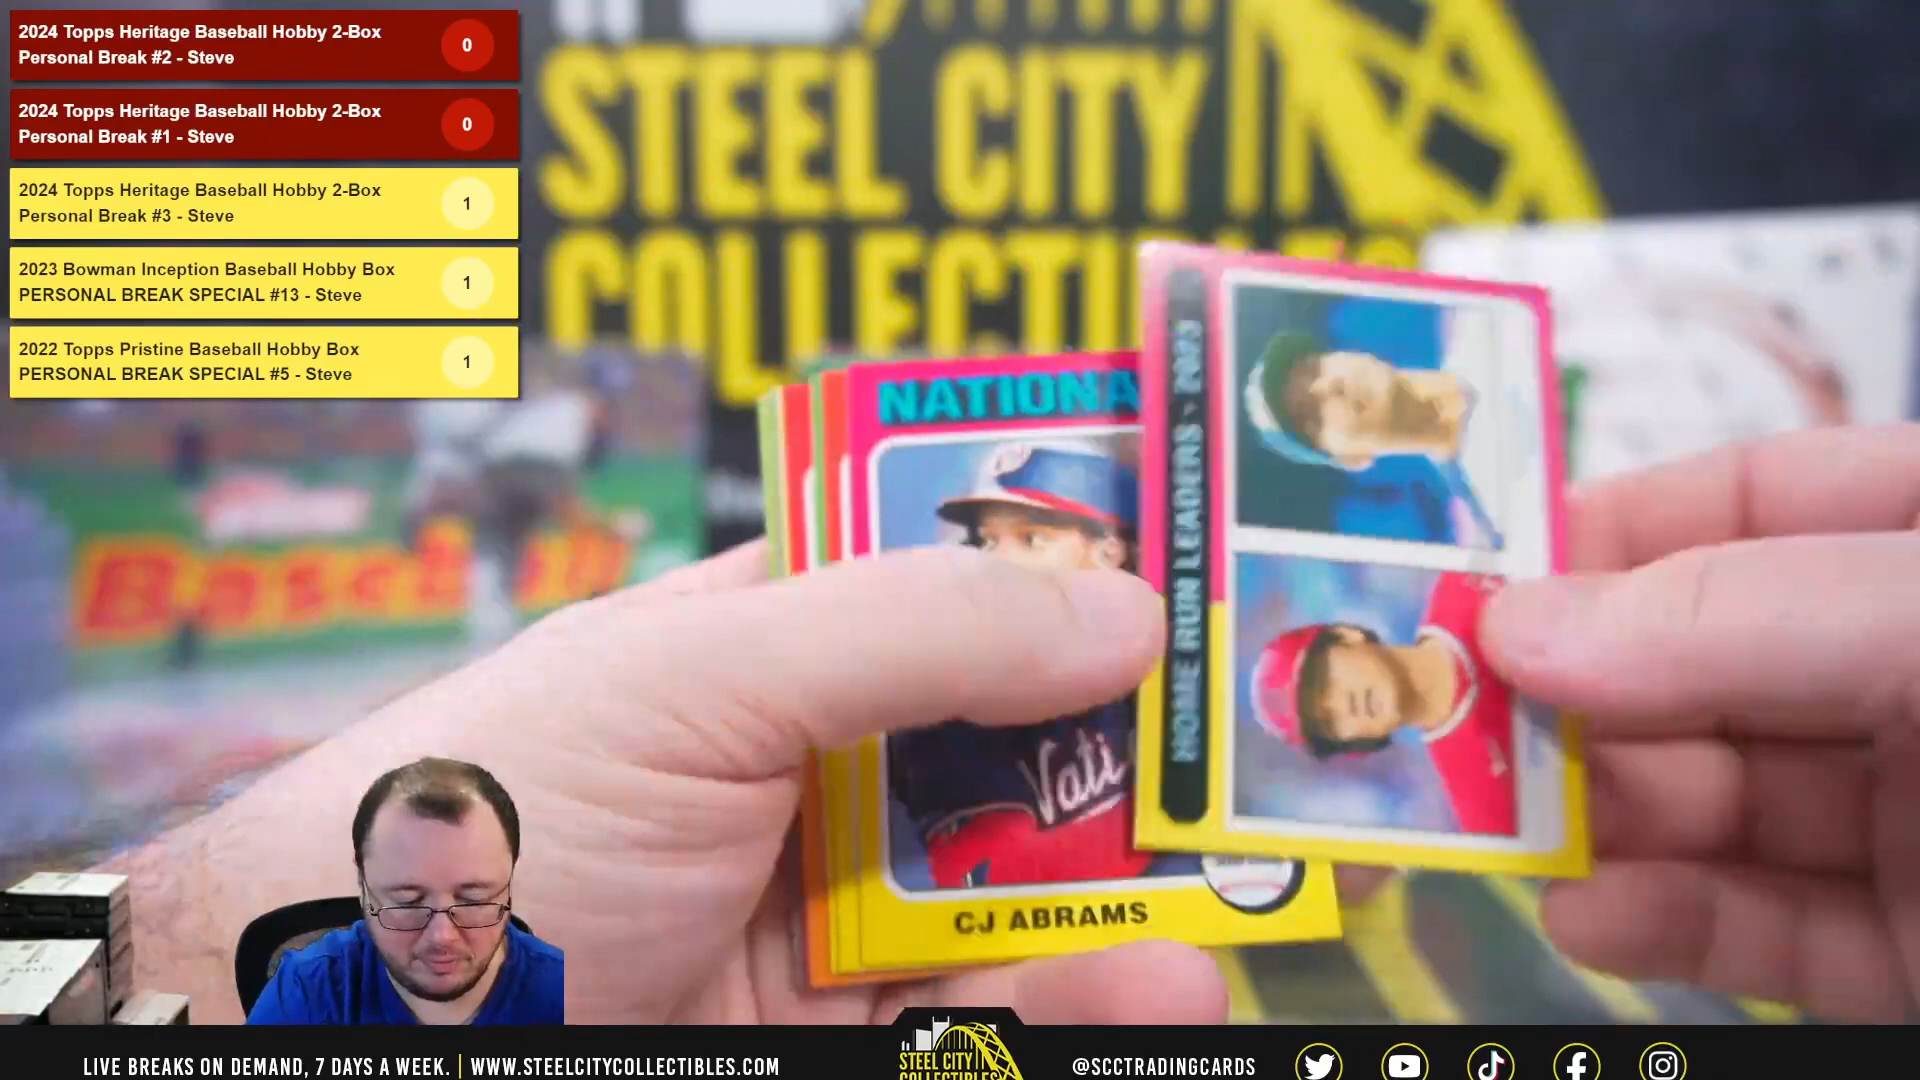 2024 Topps Heritage Baseball Hobby 2-Box
Personal Break #2 - Steve
0
2024 Topps Heritage Baseball Hobby 2-Box
Personal Break #1 - Steve
0
2024 Topps Heritage Baseball Hobby 2-Box
Personal Break #3 - Steve
1
2023 Bowman Inception Baseball Hobby Box
PERSONAL BREAK SPECIAL #13 - Steve
1
2022 Topps Pristine Baseball Hobby Box
PERSONAL BREAK SPECIAL #5 - Steve
1
STEEL CITY
COLLECTIBLES
Baseball
NATIONA
Nati
CJ ABRAMS
HOME RUN LEADERS - 2023
LIVE BREAKS ON DEMAND, 7 DAYS A WEEK. | WWW.STEELCITYCOLLECTIBLES.COM
STEEL CITY
COLLECTIBLES
@SCCTRADINGCARDS